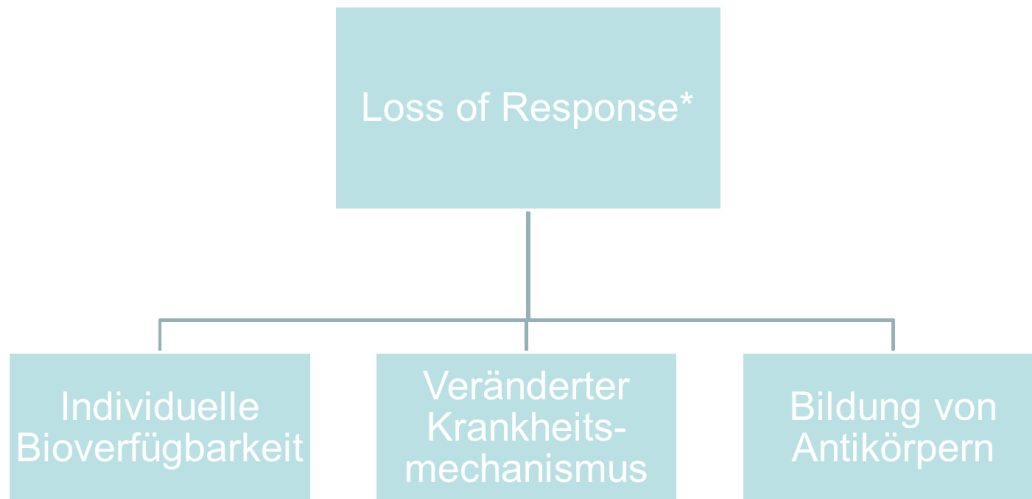 Loss of Response*
Individuelle
Bioverfügbarkeit
Veränderter
Krankheits-
mechanismus
Bildung von
Antikörpern